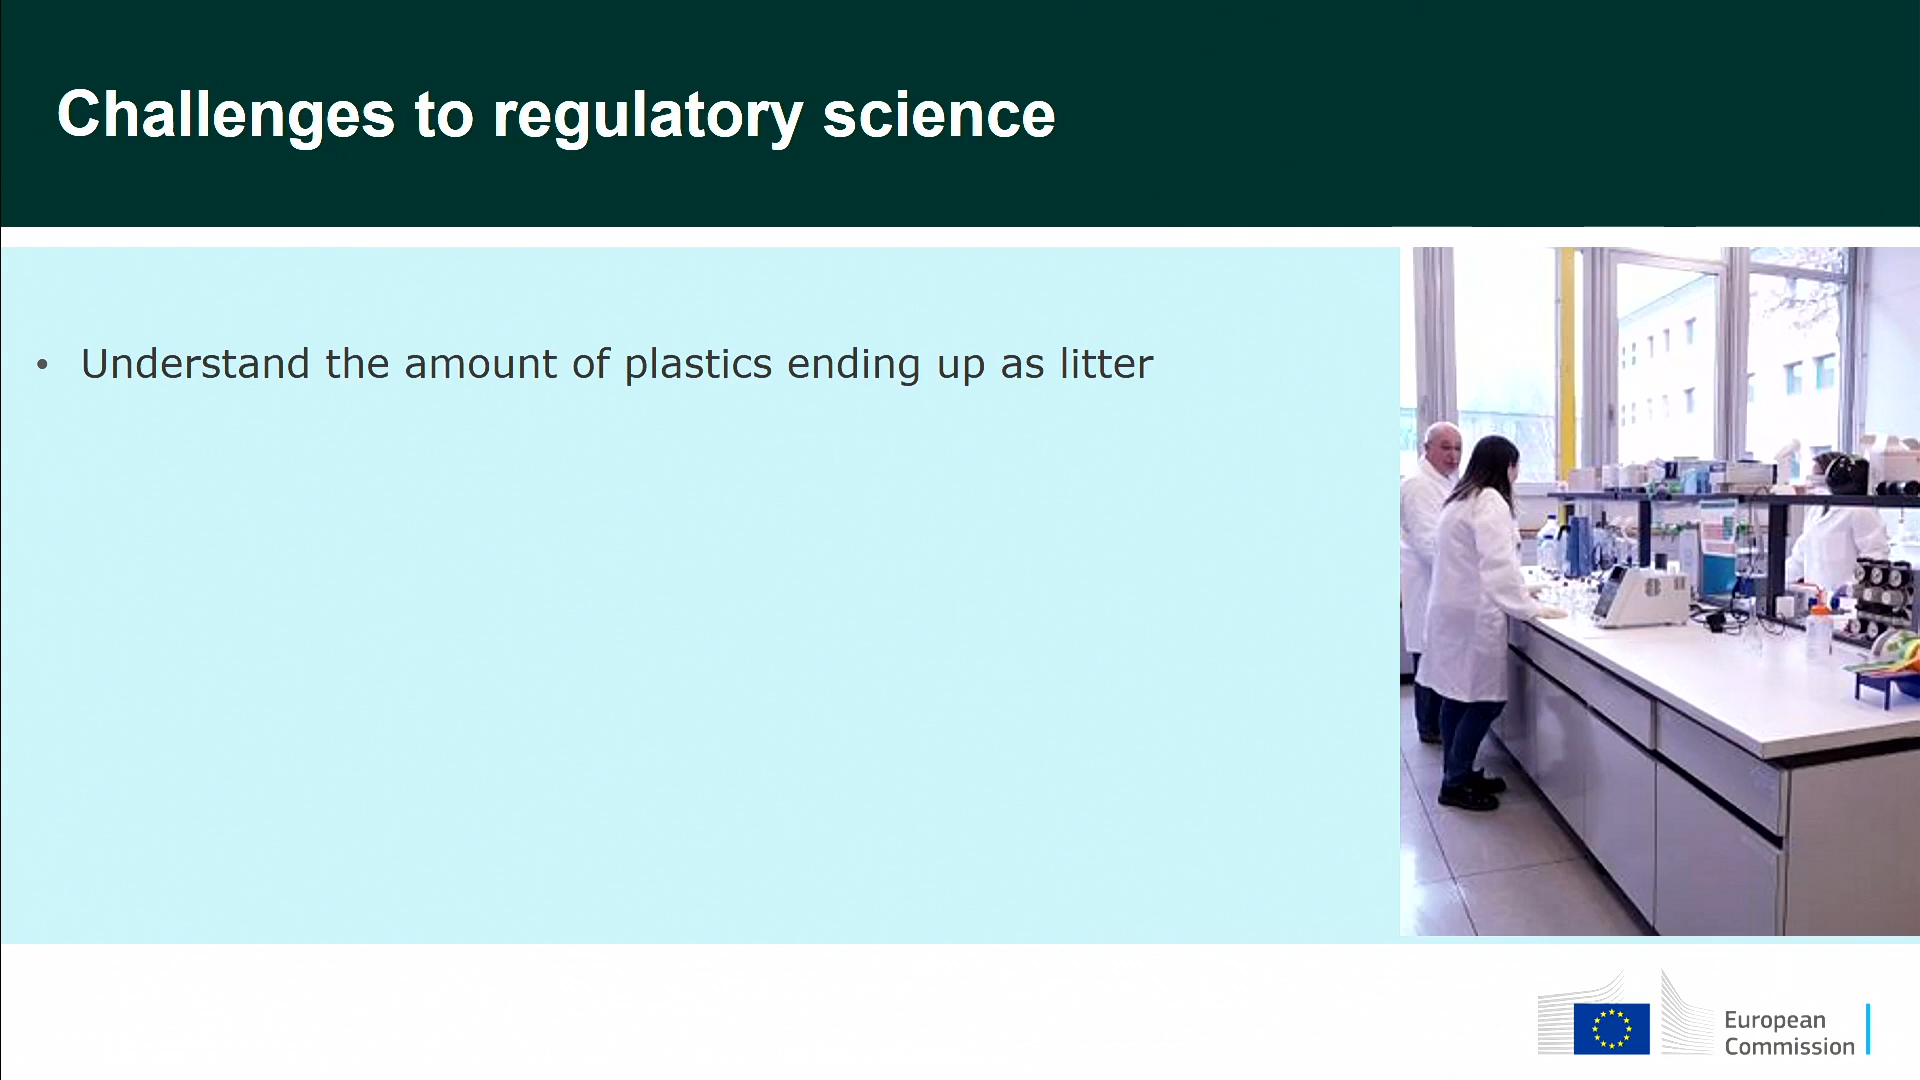 Challenges to regulatory science
• Understand the amount of plastics ending up as litter
European
Commission